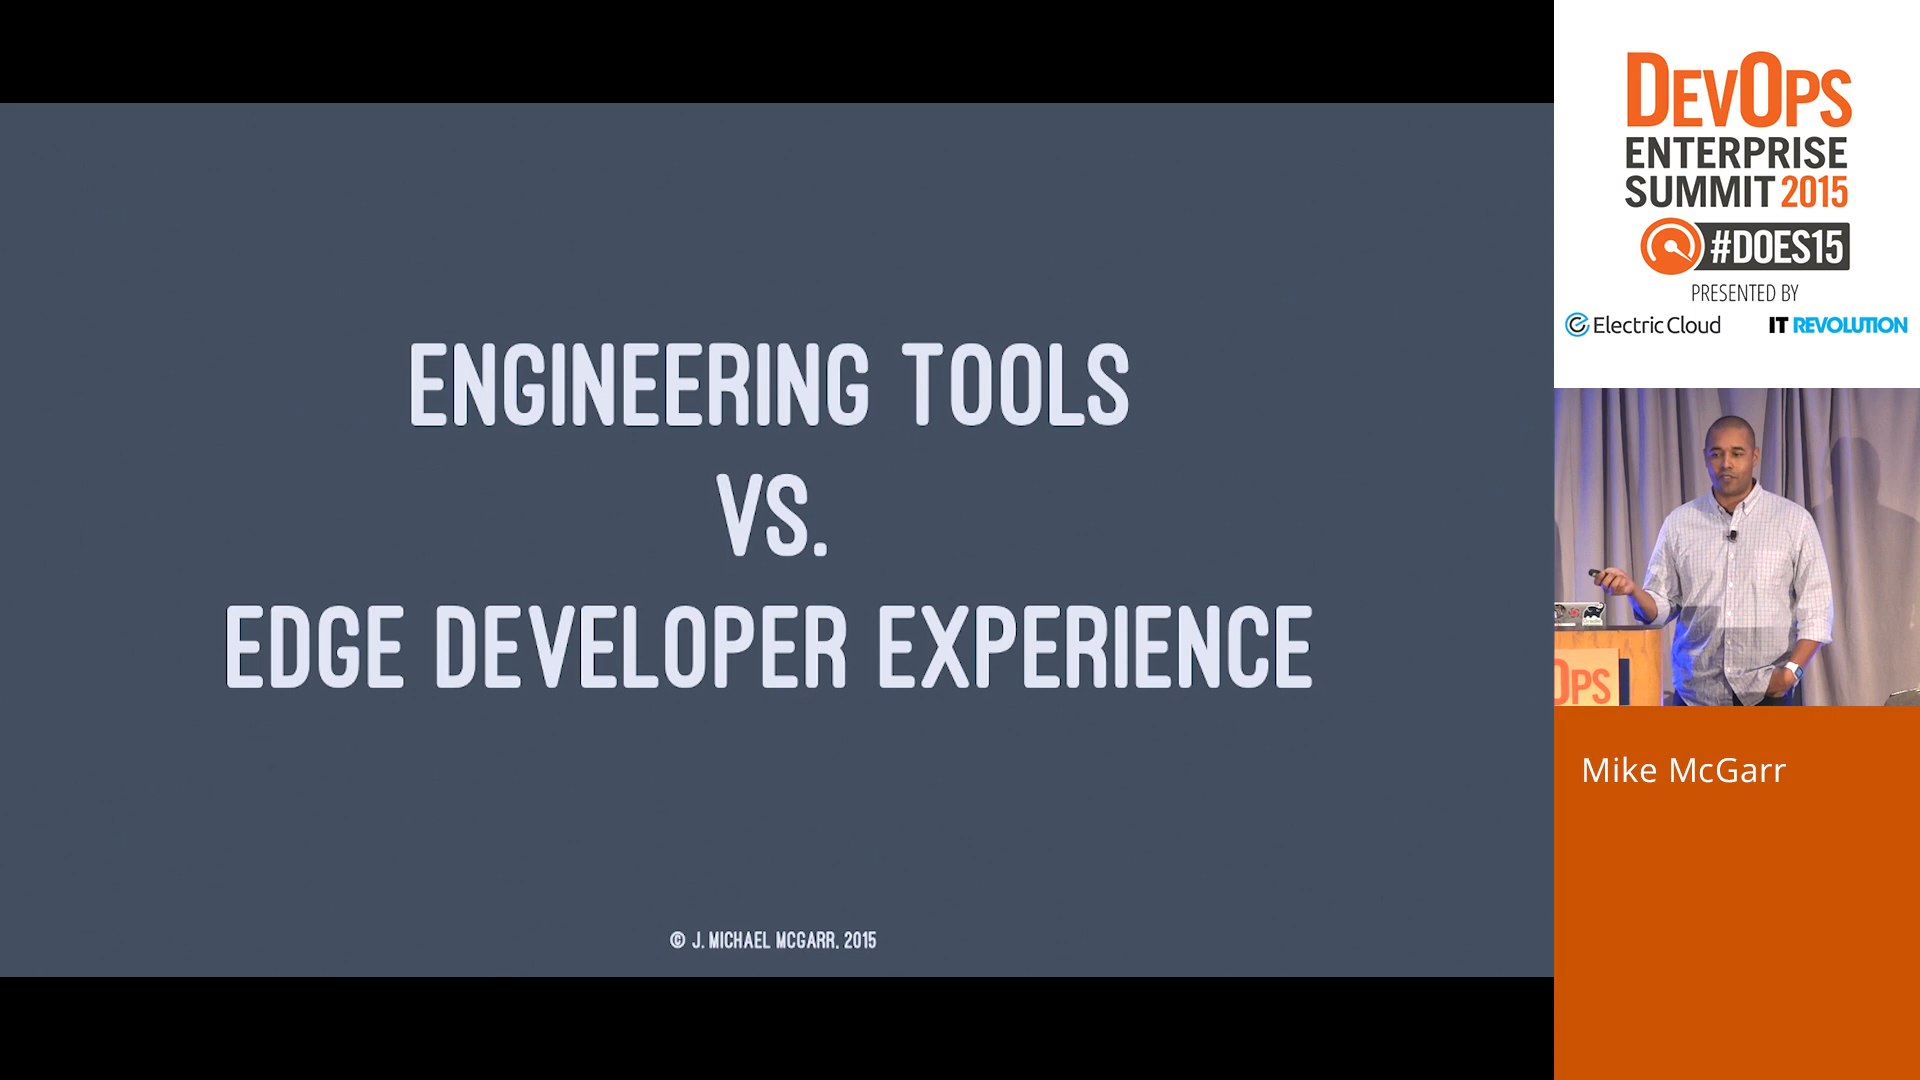 ENGINEERING TOOLS
VS.
EDGE DEVELOPER EXPERIENCE
© J. MICHAEL MCGARR, 2015
DEVOPS
ENTERPRISE
SUMMIT 2015
#DOES15
PRESENTED BY
Electric Cloud
IT REVOLUTION
OPS
Mike McGarr